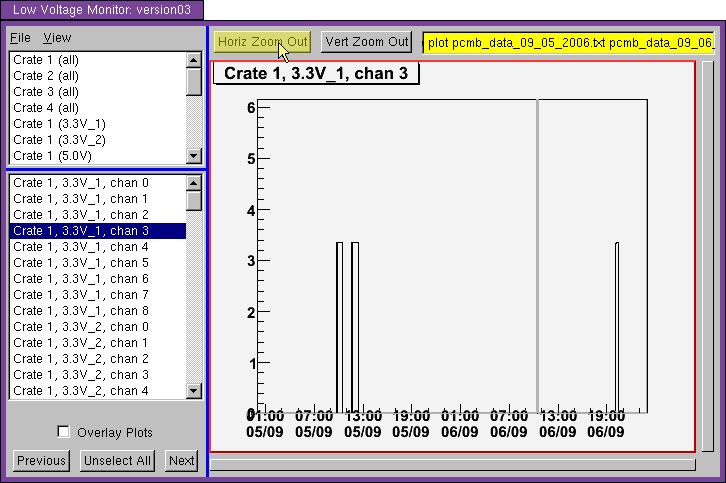 Low Voltage Monitor: version03
File View
Horiz Zoom Out Vert Zoom Out plot pcmb_data_09_05_2006.txt pcmb_data_09_06_
Crate 1 (all)
Crate 2 (all)
Crate 3 (all)
Crate 4 (all)
Crate 1 (3.3V_1)
Crate 1 (3.3V_2)
Crate 1 (5.0V)
Crate 1, 3.3V_1, chan 0
Crate 1, 3.3V_1, chan 1
Crate 1, 3.3V_1, chan 2
Crate 1, 3.3V_1, chan 3
Crate 1, 3.3V_1, chan 4
Crate 1, 3.3V_1, chan 5
Crate 1, 3.3V_1, chan 6
Crate 1, 3.3V_1, chan 7
Crate 1, 3.3V_1, chan 8
Crate 1, 3.3V_2, chan 0
Crate 1, 3.3V_2, chan 1
Crate 1, 3.3V_2, chan 2
Crate 1, 3.3V_2, chan 3
Crate 1, 3.3V_2, chan 4
Overlay Plots
Previous Unselect All Next
Crate 1, 3.3V_1, chan 3
6
5
4
3
2
1
0
01:00 07:00 13:00 19:00 01:00 07:00 13:00 19:00
05/09 05/09 05/09 05/09 06/09 06/09 06/09 06/09